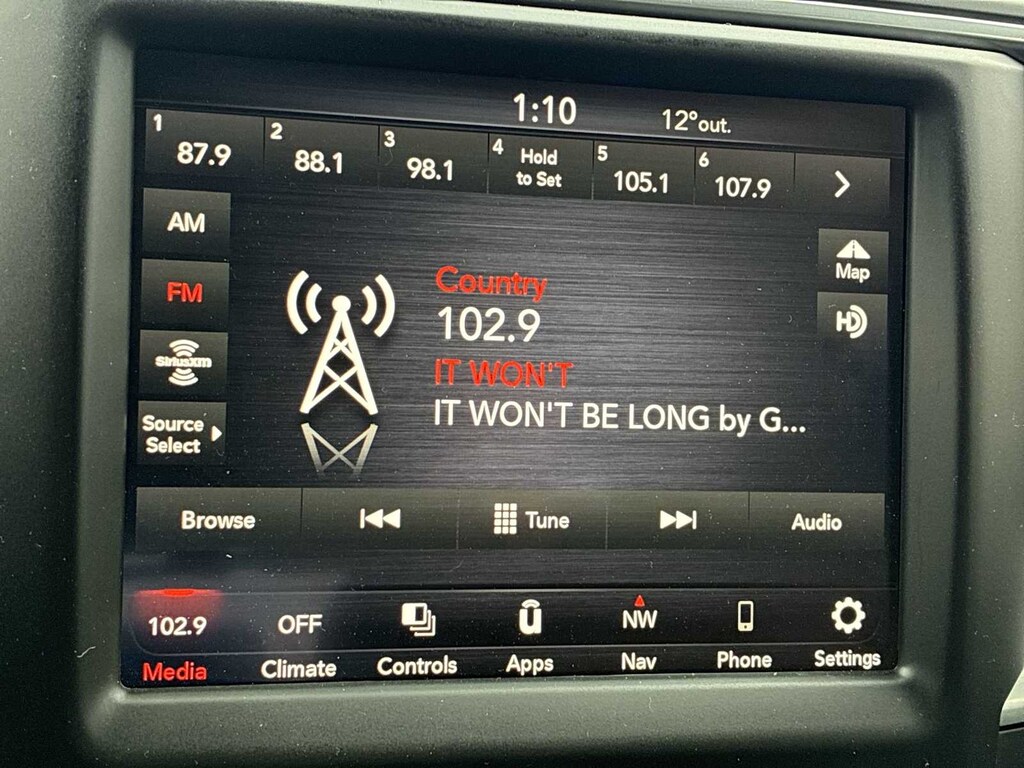 1:10 12° out.
1 87.9 2 88.1 3 98.1 4 Hold to Set 5 105.1 6 107.9
AM
FM
SiriusXM
Source
Select
Country
102.9
IT WON'T
IT WON'T BE LONG by G...
Map
HD
Browse Tune Audio
102.9 OFF u NW
Media Climate Controls Apps Nav Phone Settings